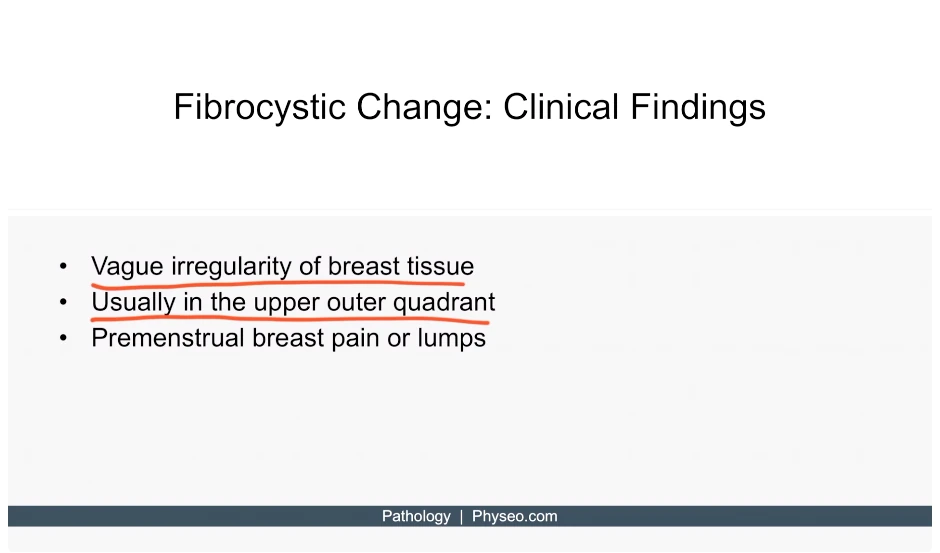 Fibrocystic Change: Clinical Findings
• Vague irregularity of breast tissue
• Usually in the upper outer quadrant
• Premenstrual breast pain or lumps
Pathology | Physeo.com